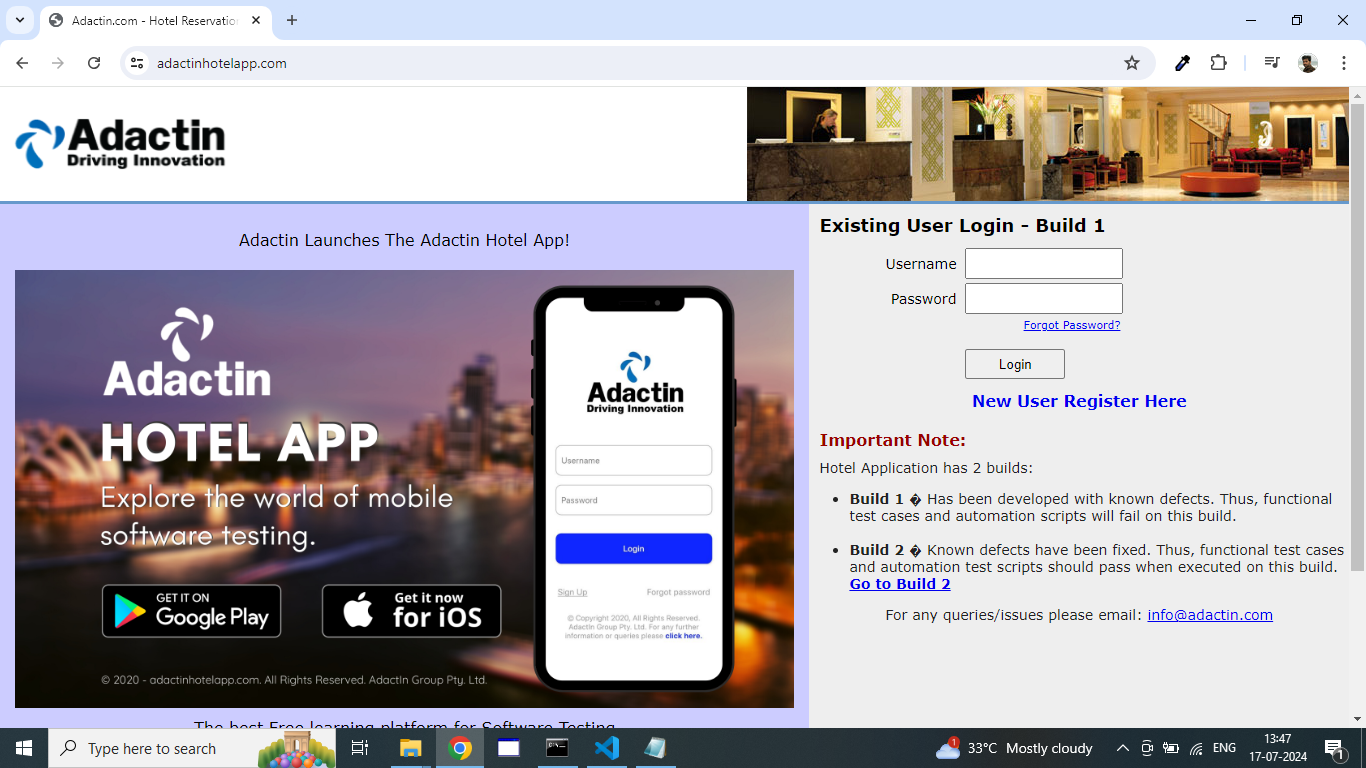 Adactin.com - Hotel Reservation
adactinhotelapp.com
Adactin
Driving Innovation
Adactin Launches The Adactin Hotel App!
Adactin
HOTEL APP
Explore the world of mobile
software testing.
GET IT ON
Google Play
Get it now
for iOS
© 2020 - adactinhotelapp.com. All Rights Reserved. Adactin Group Pty. Ltd.
Adactin
Driving Innovation
Username
Password
Login
Sign Up Forgot password
© Copyright 2020, All Rights Reserved.
Adactin Group Pty. Ltd. For any further
information or queries please click here.
The best Free learning platform for Software Testing
Existing User Login - Build 1
Username
Password
Forgot Password?
Login
New User Register Here
Important Note:
Hotel Application has 2 builds:
Build 1 � Has been developed with known defects. Thus, functional
test cases and automation scripts will fail on this build.
Build 2 � Known defects have been fixed. Thus, functional test cases
and automation test scripts should pass when executed on this build.
Go to Build 2
For any queries/issues please email: info@adactin.com
Type here to search
1
33°C Mostly cloudy
ENG
13:47
17-07-2024
1